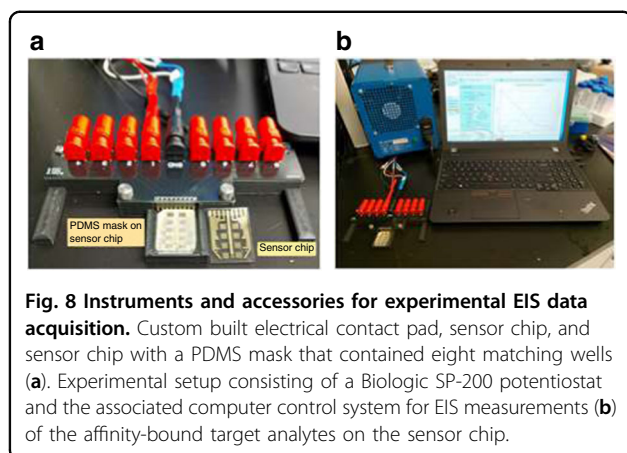 a
b
PDMS mask on
sensor chip
Sensor chip
Fig. 8 Instruments and accessories for experimental EIS data
acquisition. Custom built electrical contact pad, sensor chip, and
sensor chip with a PDMS mask that contained eight matching wells
(a). Experimental setup consisting of a Biologic SP-200 potentiostat
and the associated computer control system for EIS measurements (b)
of the affinity-bound target analytes on the sensor chip.